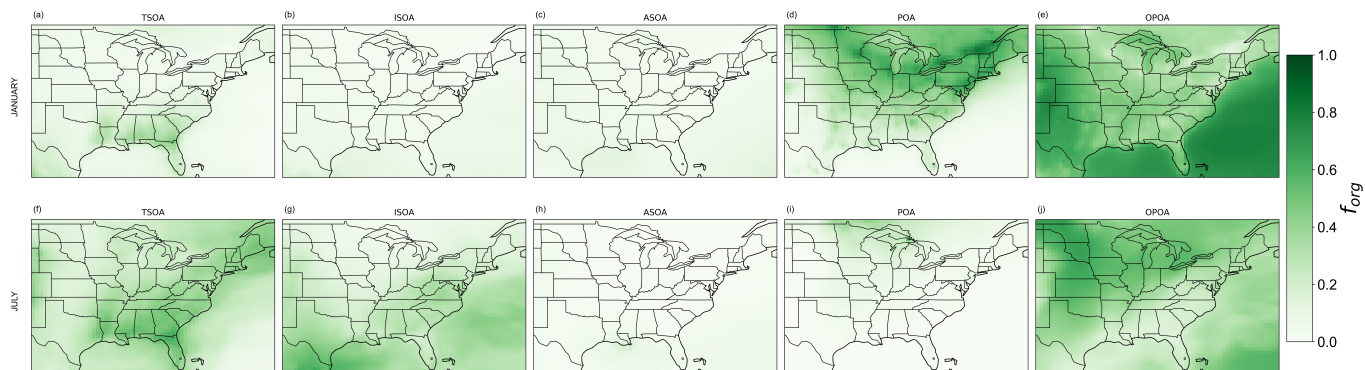 (a) TSOA
(b) ISOA
(c) ASOA
(d) POA
(e) OPOA
JANUARY
1.0
0.8
0.6
0.4
0.2
0.0
f_org
(f) TSOA
(g) ISOA
(h) ASOA
(i) POA
(j) OPOA
JULY